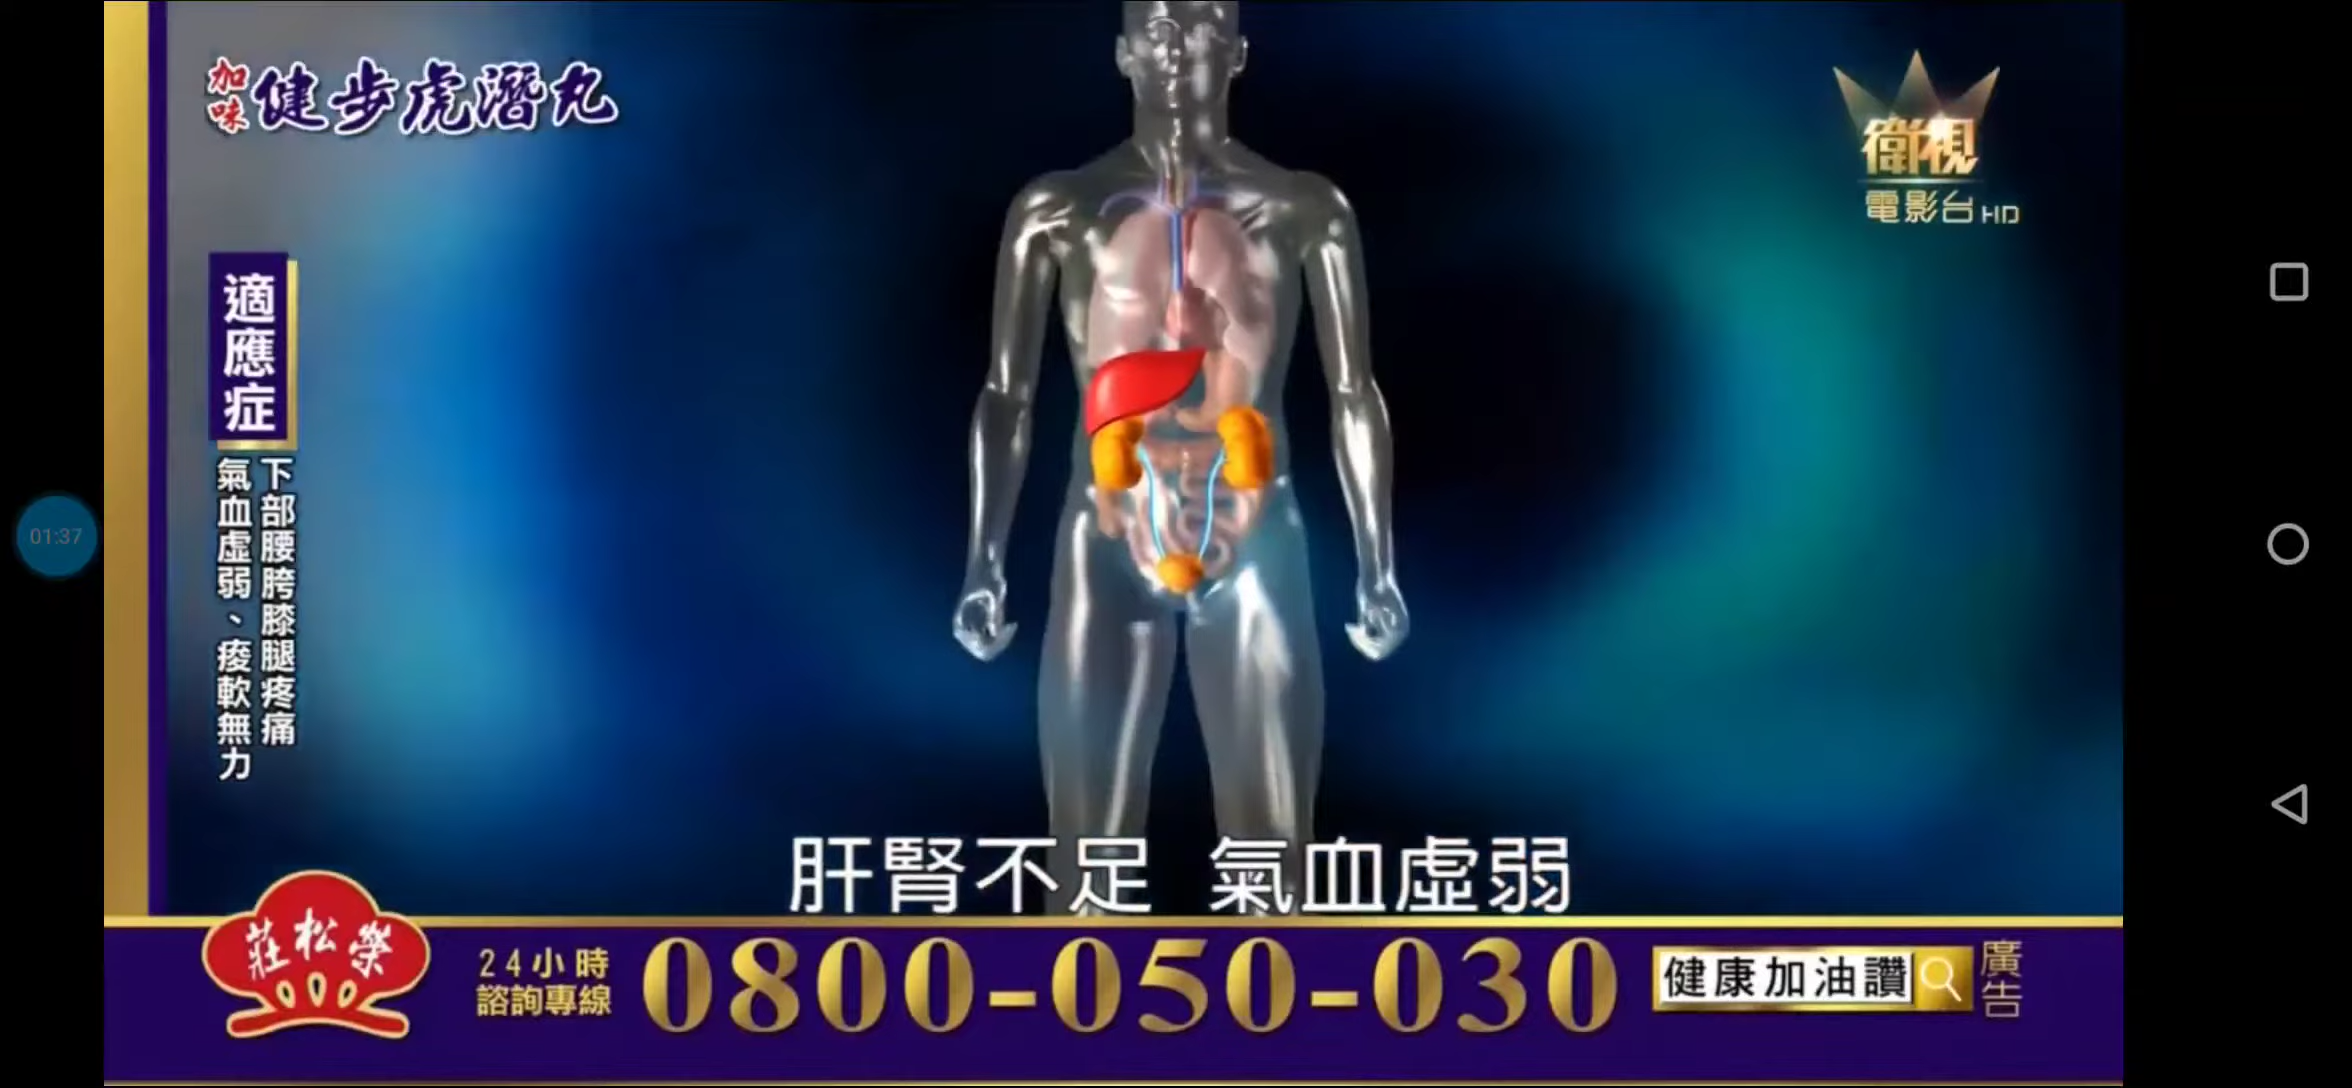 加味健步虎潛丸
衛視
電影台HD
適應症
下部腰胯膝腿疼痛
氣血虛弱、痠軟無力
01:37
肝腎不足 氣血虛弱
莊松榮
24小時
諮詢專線
0800-050-030
健康加油讚
廣告